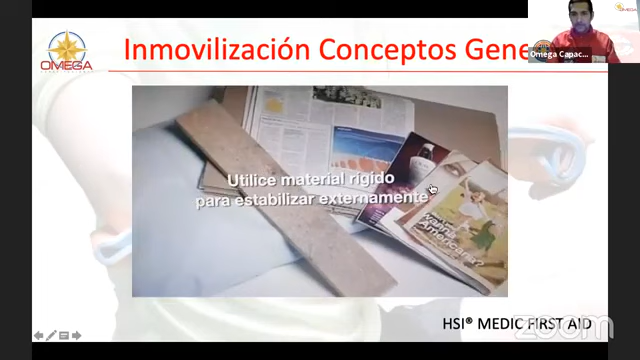 OMEGA
Inmovilización Conceptos Gene
Omega Capac...
Utilice material rígido
para estabilizar externamente
HSI® MEDIC FIRST AID
zoom